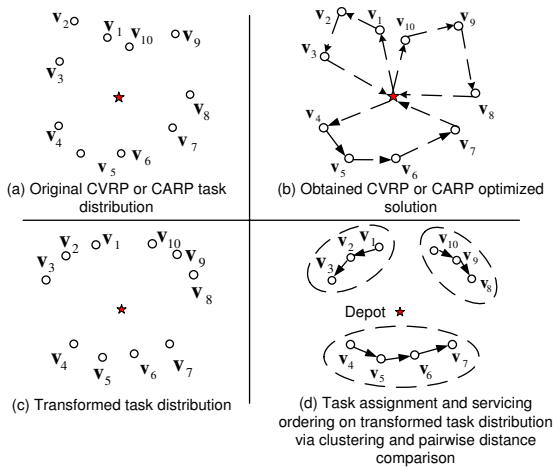 v2
v1
v10
v9
v3
v8
v4
v7
v5
v6
(a) Original CVRP or CARP task
distribution
v2
v1
v10
v9
v3
v8
v4
v7
v5
v6
(b) Obtained CVRP or CARP optimized
solution
v1
v10
v2
v9
v3
v8
v4
v5
v6
v7
(c) Transformed task distribution
v2
v1
v10
v9
v3
v8
Depot
v4
v7
v5
v6
(d) Task assignment and servicing
ordering on transformed task distribution
via clustering and pairwise distance
comparison